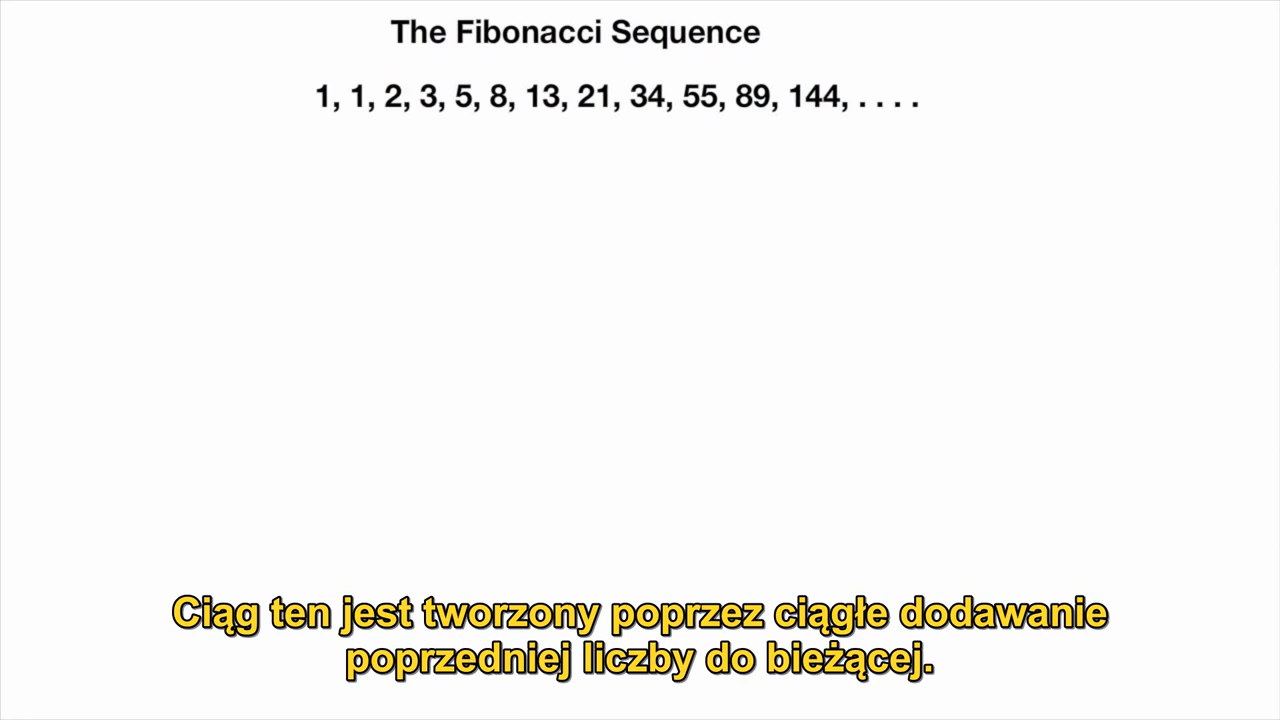 The Fibonacci Sequence
1, 1, 2, 3, 5, 8, 13, 21, 34, 55, 89, 144, . . . .
Ciąg ten jest tworzony poprzez ciągłe dodawanie
poprzedniej liczby do bieżącej.